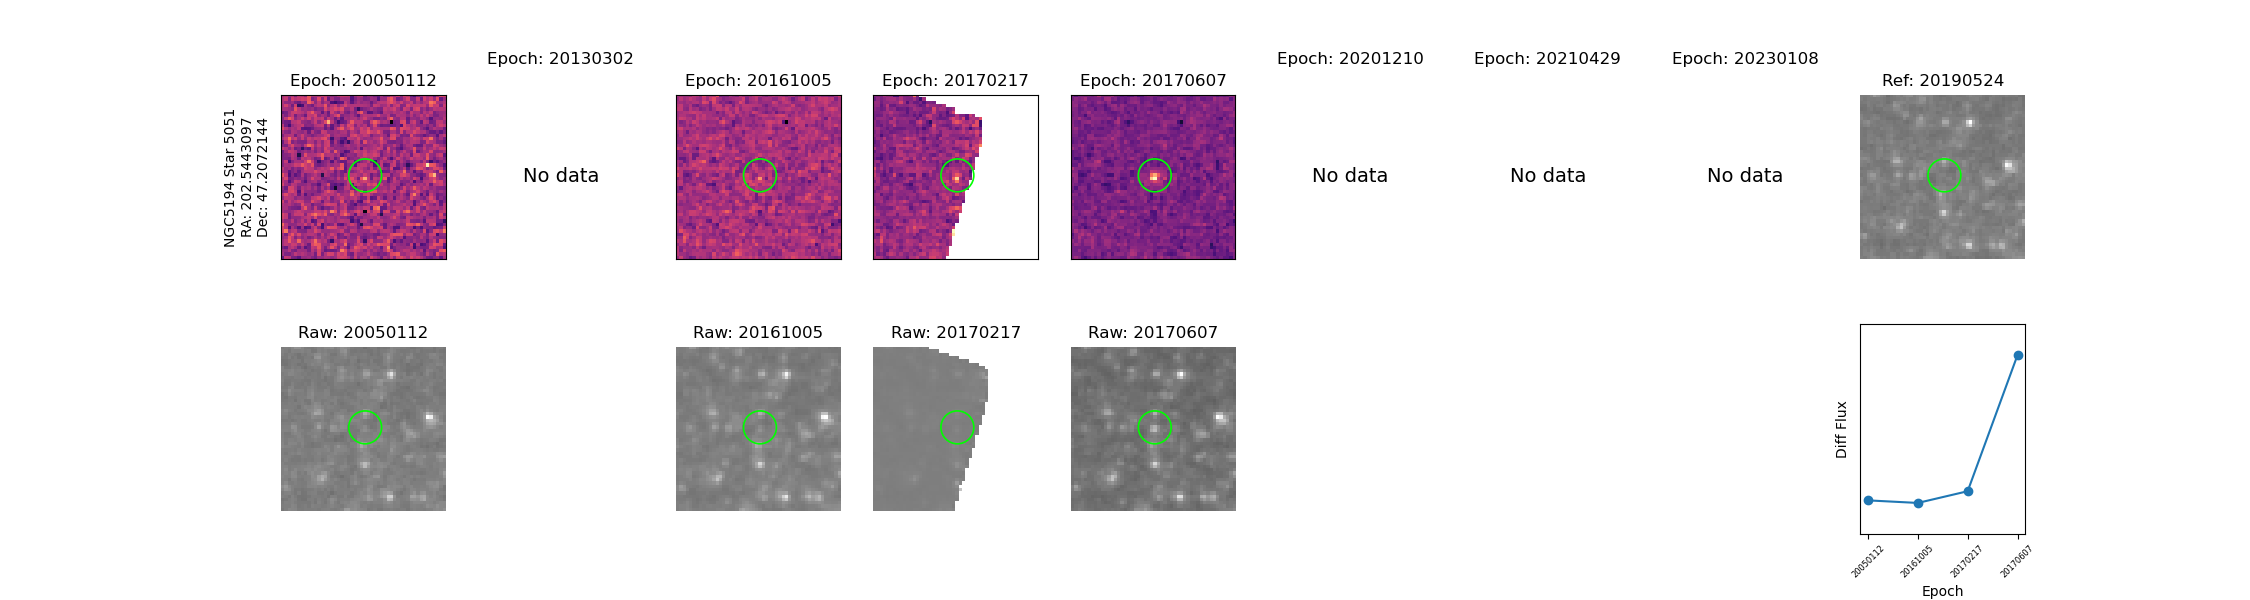 Epoch: 20050112
Epoch: 20130302
Epoch: 20161005
Epoch: 20170217
Epoch: 20170607
Epoch: 20201210
Epoch: 20210429
Epoch: 20230108
Ref: 20190524
NGC5194 Star 5051
RA: 202.5443097
Dec: 47.2072144
No data
No data
No data
No data
Raw: 20050112
Raw: 20161005
Raw: 20170217
Raw: 20170607
Diff Flux
20050112
20161005
20170217
20170607
Epoch